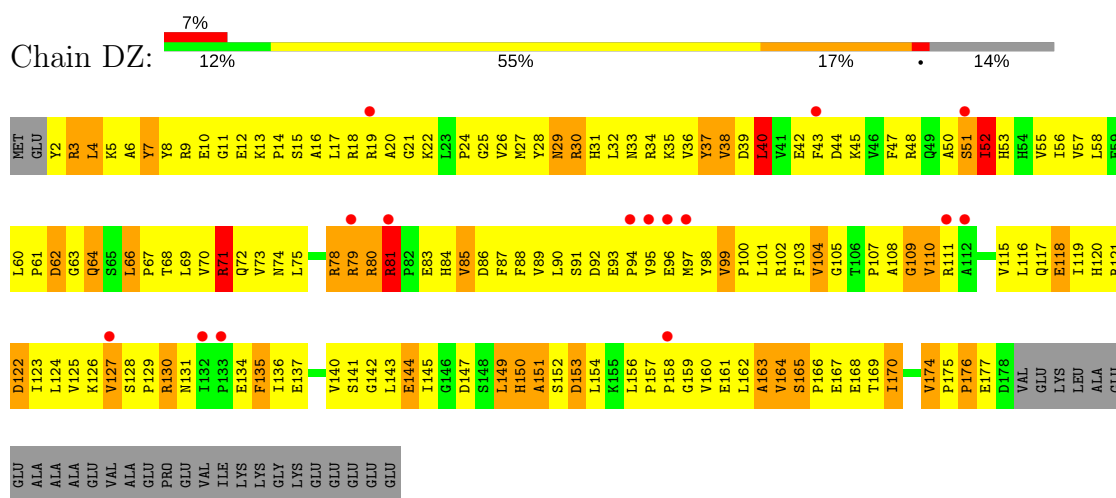 7%
Chain DZ:
12% 55% 17% • 14%
MET GLU Y2 R3 L4 K5 A6 Y7 Y8 R9 E10 G11 E12 K13 P14 S15 A16 L17 R18 R19 A20 G21 K22 L23 P24 G25 V26 M27 Y28 N29 R30 H31 L32 N33 R34 K35 V36 Y37 V38 D39 L40 V41 E42 F43 D44 K45 V46 F47 R48 Q49 A50 S51 I52 H53 H54 V55 I56 V57 L58 E59
L60 P61 D62 G63 Q64 S65 L66 P67 T68 L69 V70 R71 Q72 V73 N74 L75 R78 R79 R80 R81 P82 E83 H84 V85 D86 F87 F88 V89 L90 S91 D92 E93 P94 V95 E96 M97 Y98 V99 P100 L101 R102 F103 V104 G105 T106 P107 A108 G109 V110 R111 A112 V115 L116 Q117 E118 I119 H120 R121
D122 I123 L124 V125 K126 V127 S128 P129 R130 N131 I132 P133 E134 F135 I136 E137 V140 S141 G142 L143 E144 I145 G146 D147 S148 L149 H150 A151 S152 D153 L154 K155 L156 P157 P158 G159 V160 E161 L162 A163 V164 S165 P166 E167 E168 T169 I170 V174 P175 P176 E177 D178 VAL GLU LYS LEU ALA GLU
GLU ALA ALA ALA GLU VAL ALA GLU PRO GLU VAL ILE LYS LYS GLY LYS GLU GLU GLU GLU GLU